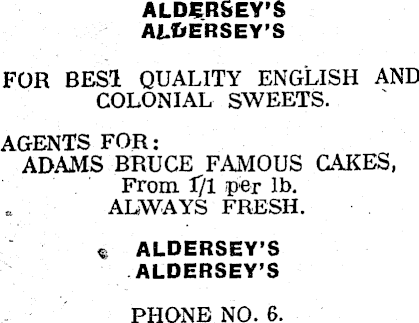 ALDERSEY'S
ALDERSEY'S
FOR BEST QUALITY ENGLISH AND
COLONIAL SWEETS.
AGENTS FOR:
ADAMS BRUCE FAMOUS CAKES,
From 1/1 per lb.
ALWAYS FRESH.
ALDERSEY'S
ALDERSEY'S
PHONE NO. 6.